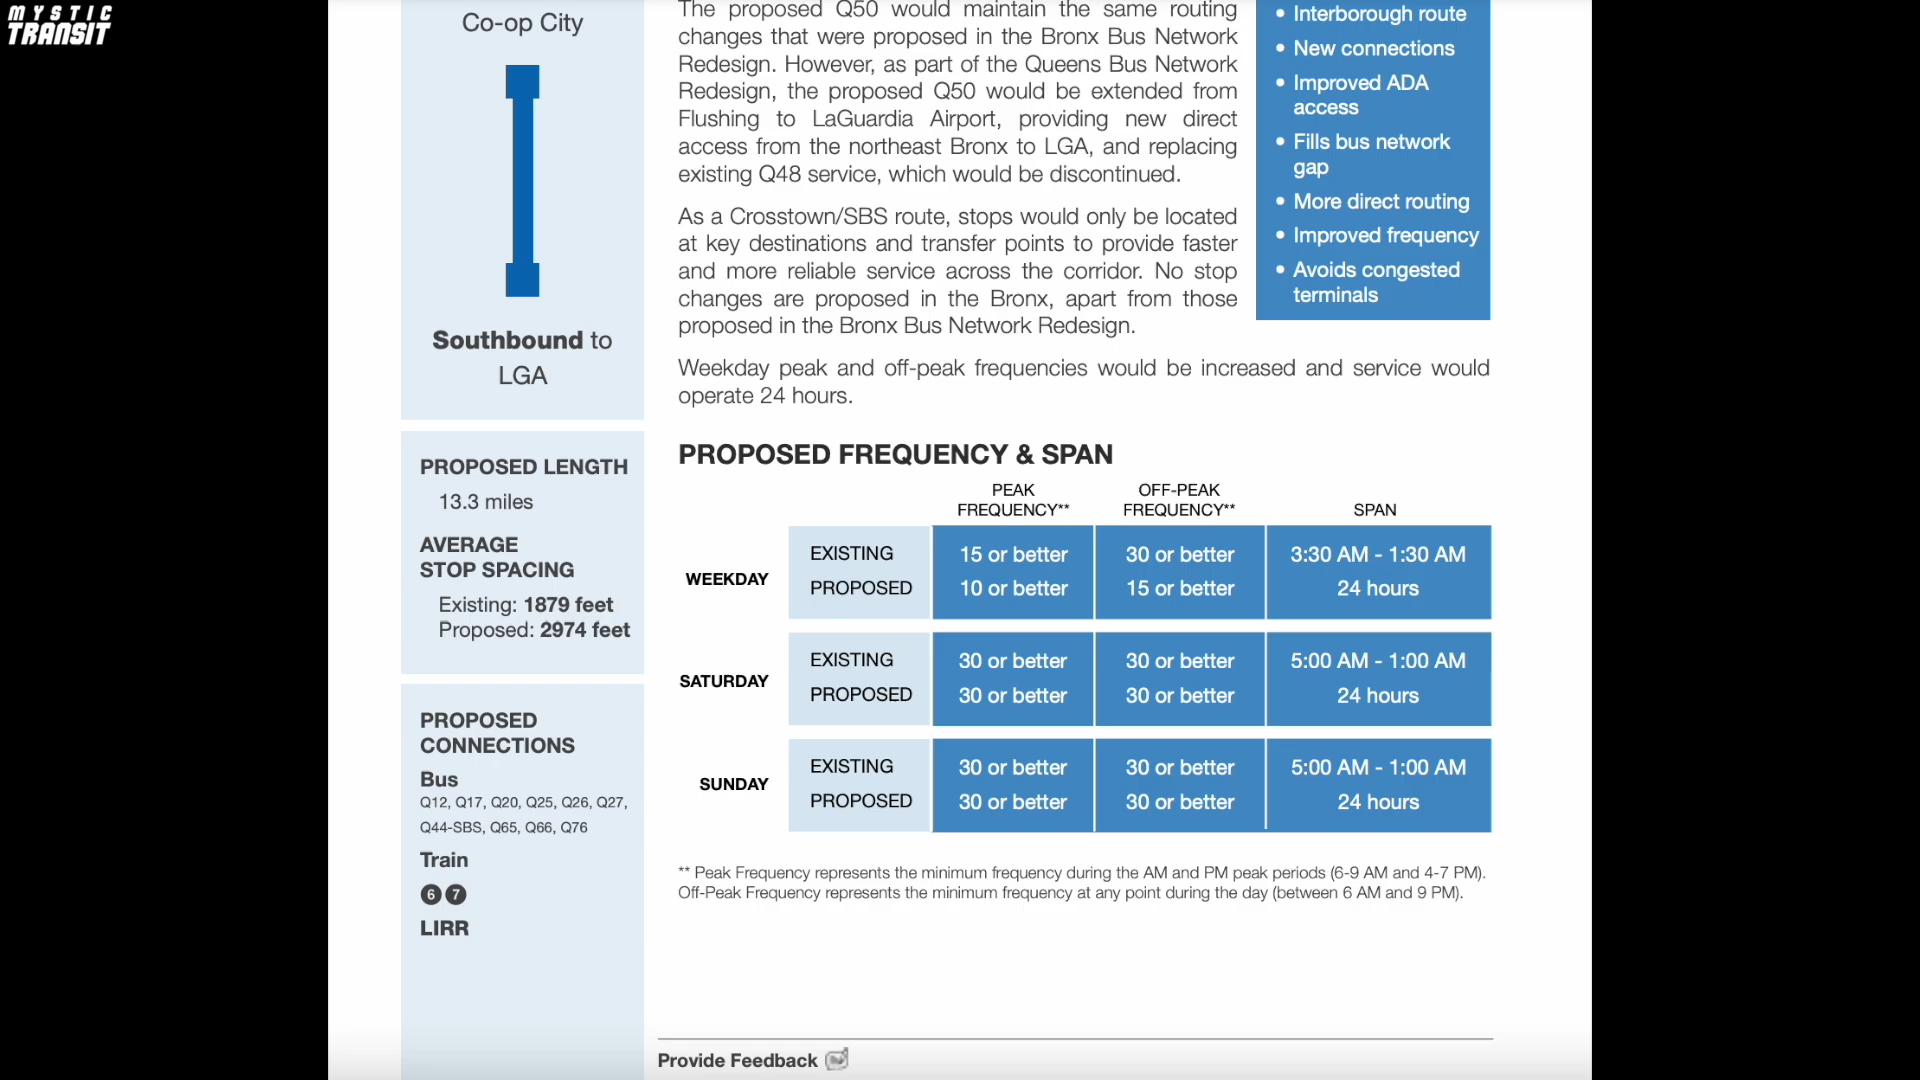 MYSTIC
TRANSIT
Co-op City
Southbound to
LGA
PROPOSED LENGTH
13.3 miles
AVERAGE
STOP SPACING
Existing: 1879 feet
Proposed: 2974 feet
PROPOSED
CONNECTIONS
Bus
Q12, Q17, Q20, Q25, Q26, Q27,
Q44-SBS, Q65, Q66, Q76
Train
6 7
LIRR
The proposed Q50 would maintain the same routing
changes that were proposed in the Bronx Bus Network
Redesign. However, as part of the Queens Bus Network
Redesign, the proposed Q50 would be extended from
Flushing to LaGuardia Airport, providing new direct
access from the northeast Bronx to LGA, and replacing
existing Q48 service, which would be discontinued.
As a Crosstown/SBS route, stops would only be located
at key destinations and transfer points to provide faster
and more reliable service across the corridor. No stop
changes are proposed in the Bronx, apart from those
proposed in the Bronx Bus Network Redesign.
Weekday peak and off-peak frequencies would be increased and service would
operate 24 hours.
• Interborough route
• New connections
• Improved ADA
access
• Fills bus network
gap
• More direct routing
• Improved frequency
• Avoids congested
terminals
PROPOSED FREQUENCY & SPAN
PEAK
FREQUENCY**
OFF-PEAK
FREQUENCY**
SPAN
WEEKDAY
EXISTING 15 or better 30 or better 3:30 AM - 1:30 AM
PROPOSED 10 or better 15 or better 24 hours
SATURDAY
EXISTING 30 or better 30 or better 5:00 AM - 1:00 AM
PROPOSED 30 or better 30 or better 24 hours
SUNDAY
EXISTING 30 or better 30 or better 5:00 AM - 1:00 AM
PROPOSED 30 or better 30 or better 24 hours
** Peak Frequency represents the minimum frequency during the AM and PM peak periods (6-9 AM and 4-7 PM).
Off-Peak Frequency represents the minimum frequency at any point during the day (between 6 AM and 9 PM).
Provide Feedback